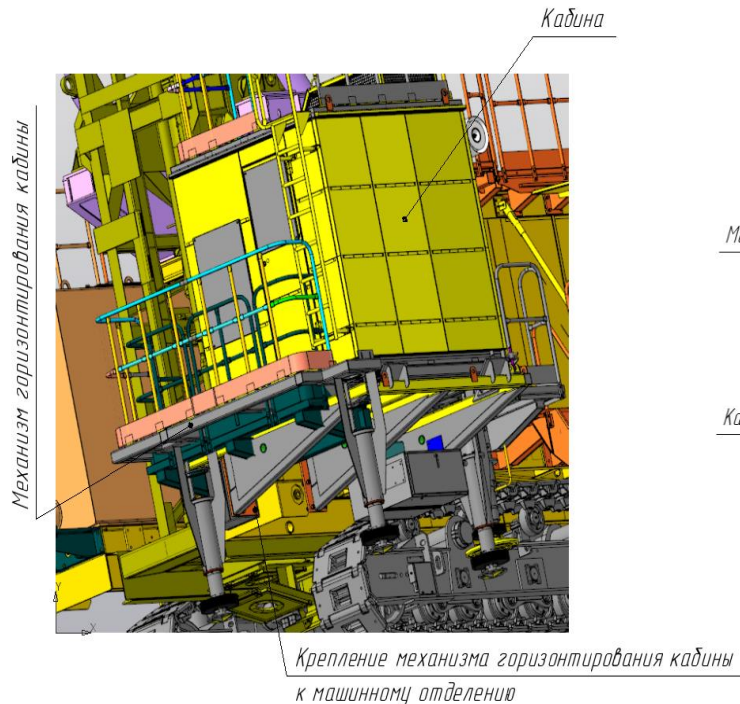 Кабина
Механизм горизонтирования кабины
Крепление механизма горизонтирования кабины
к машинному отделению
Y
X